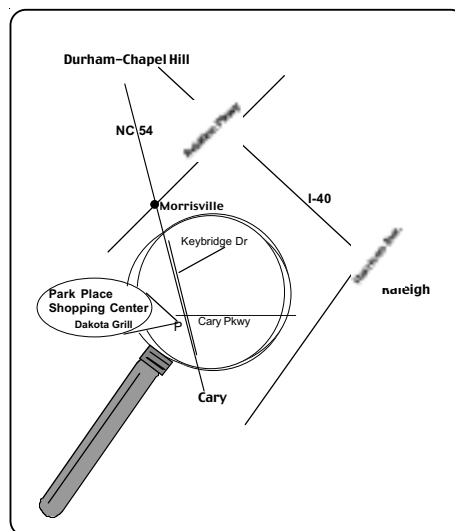 Durham-Chapel Hill
NC 54
I-40
Morrisville
Keybridge Dr
Raleigh
Park Place
Shopping Center
Dakota Grill
P
Cary Pkwy
Cary